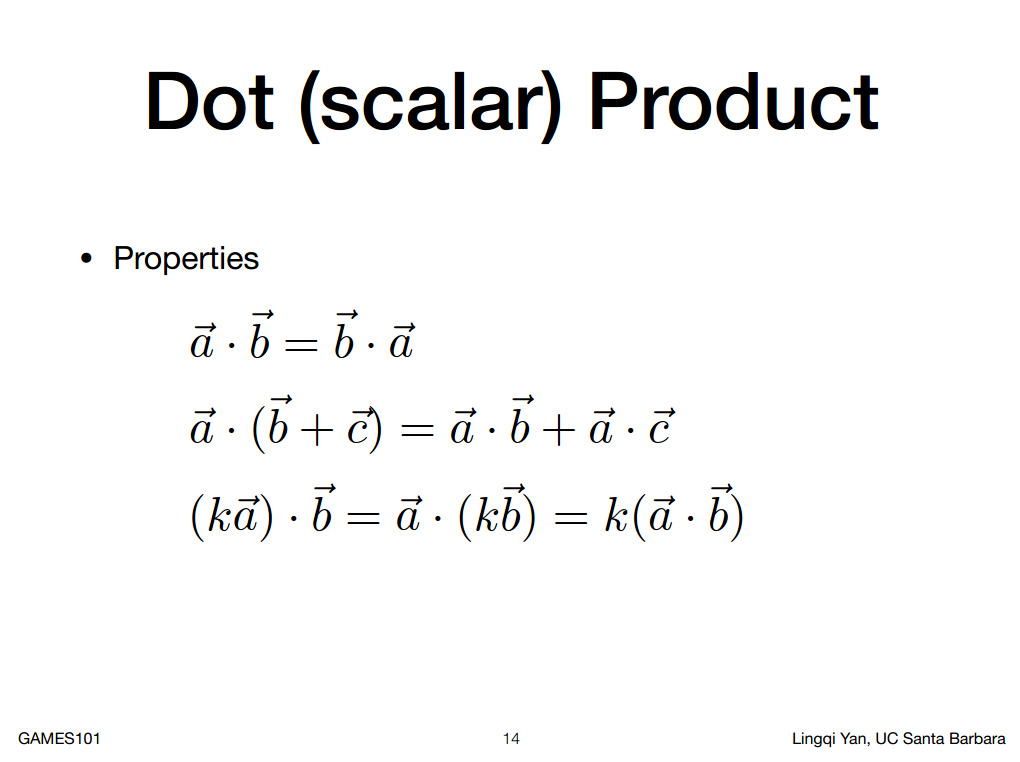 Dot (scalar) Product
• Properties
$\vec{a} \cdot \vec{b} = \vec{b} \cdot \vec{a}$
$\vec{a} \cdot (\vec{b} + \vec{c}) = \vec{a} \cdot \vec{b} + \vec{a} \cdot \vec{c}$
$(k\vec{a}) \cdot \vec{b} = \vec{a} \cdot (k\vec{b}) = k(\vec{a} \cdot \vec{b})$
GAMES101 14 Lingqi Yan, UC Santa Barbara